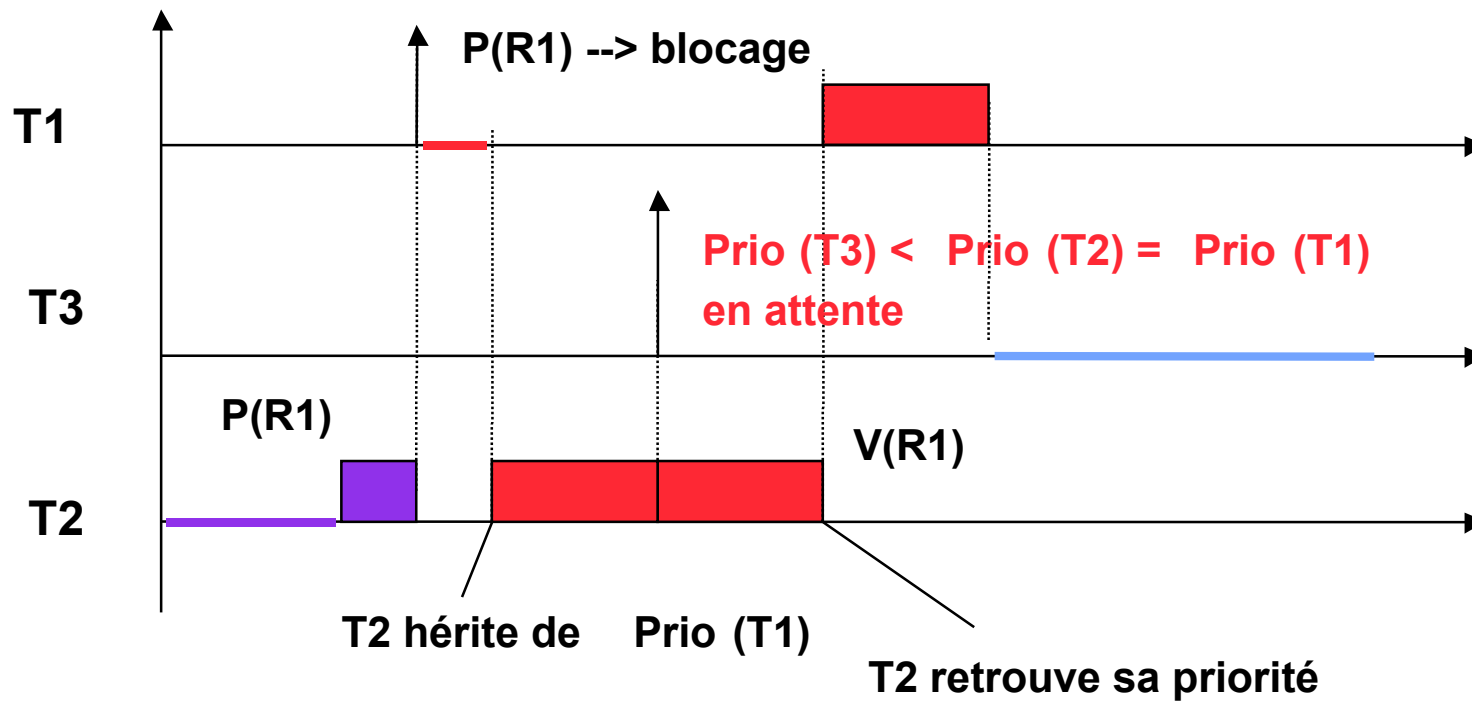 P(R1) --> blocage
T1
Prio (T3) < Prio (T2) = Prio (T1)
en attente
T3
P(R1)
V(R1)
T2
T2 hérite de Prio (T1)
T2 retrouve sa priorité